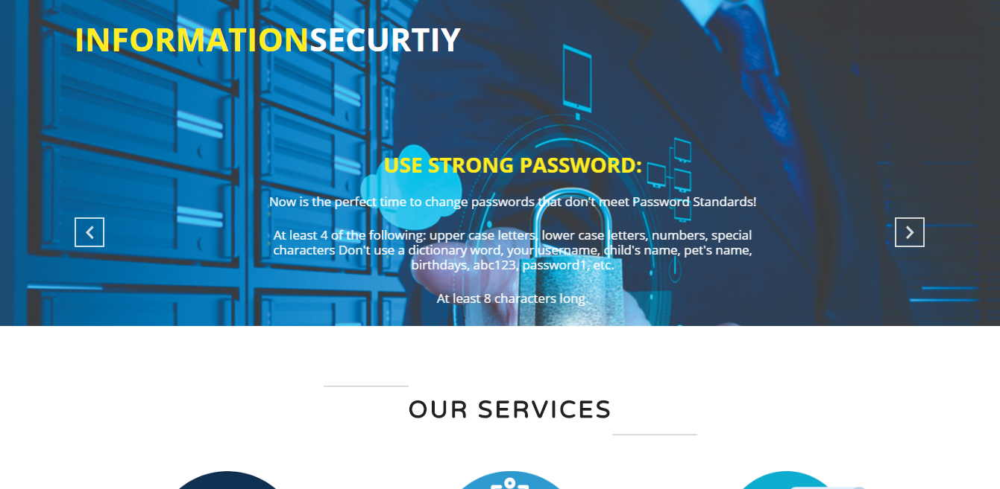 INFORMATIONSECURTIY
USE STRONG PASSWORD:
Now is the perfect time to change passwords that don't meet Password Standards!
At least 4 of the following: upper case letters, lower case letters, numbers, special
characters Don't use a dictionary word, your username, child's name, pet's name,
birthdays, abc123, password1, etc.
At least 8 characters long.
OUR SERVICES